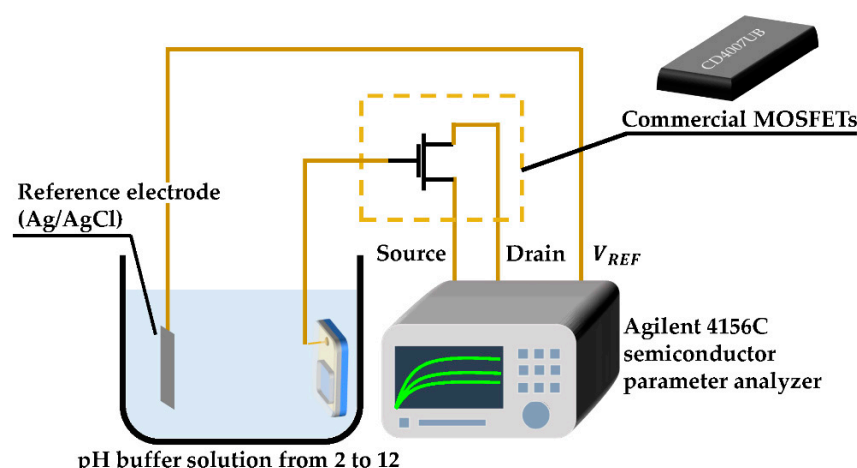 CD4007UB
Commercial MOSFETs
Reference electrode
(Ag/AgCl)
Source
Drain
V_REF
Agilent 4156C
semiconductor
parameter analyzer
pH buffer solution from 2 to 12